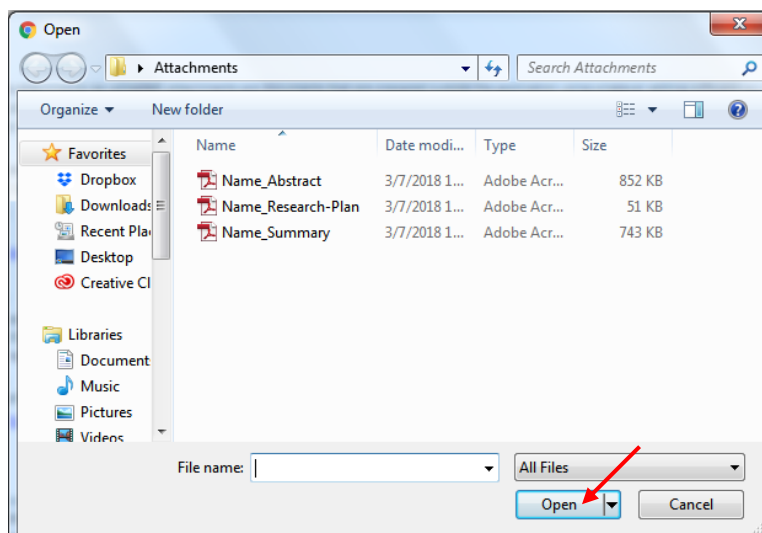 Open
Attachments
Search Attachments
Organize
New folder
Name Date modi... Type Size
Name_Abstract 3/7/2018 1... Adobe Acr... 852 KB
Name_Research-Plan 3/7/2018 1... Adobe Acr... 51 KB
Name_Summary 3/7/2018 1... Adobe Acr... 743 KB
Favorites
Dropbox
Downloads
Recent Pla
Desktop
Creative Cl
Libraries
Document
Music
Pictures
Videos
File name:
All Files
Open
Cancel